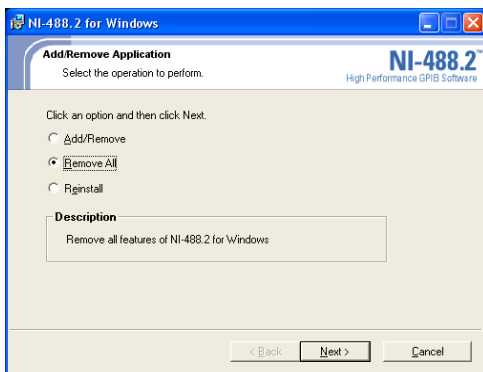 NI-488.2 for Windows
Add/Remove Application
Select the operation to perform.
NI-488.2™
High Performance GPIB Software
Click an option and then click Next.
Add/Remove
Remove All
Reinstall
Description
Remove all features of NI-488.2 for Windows
< Back
Next >
Cancel